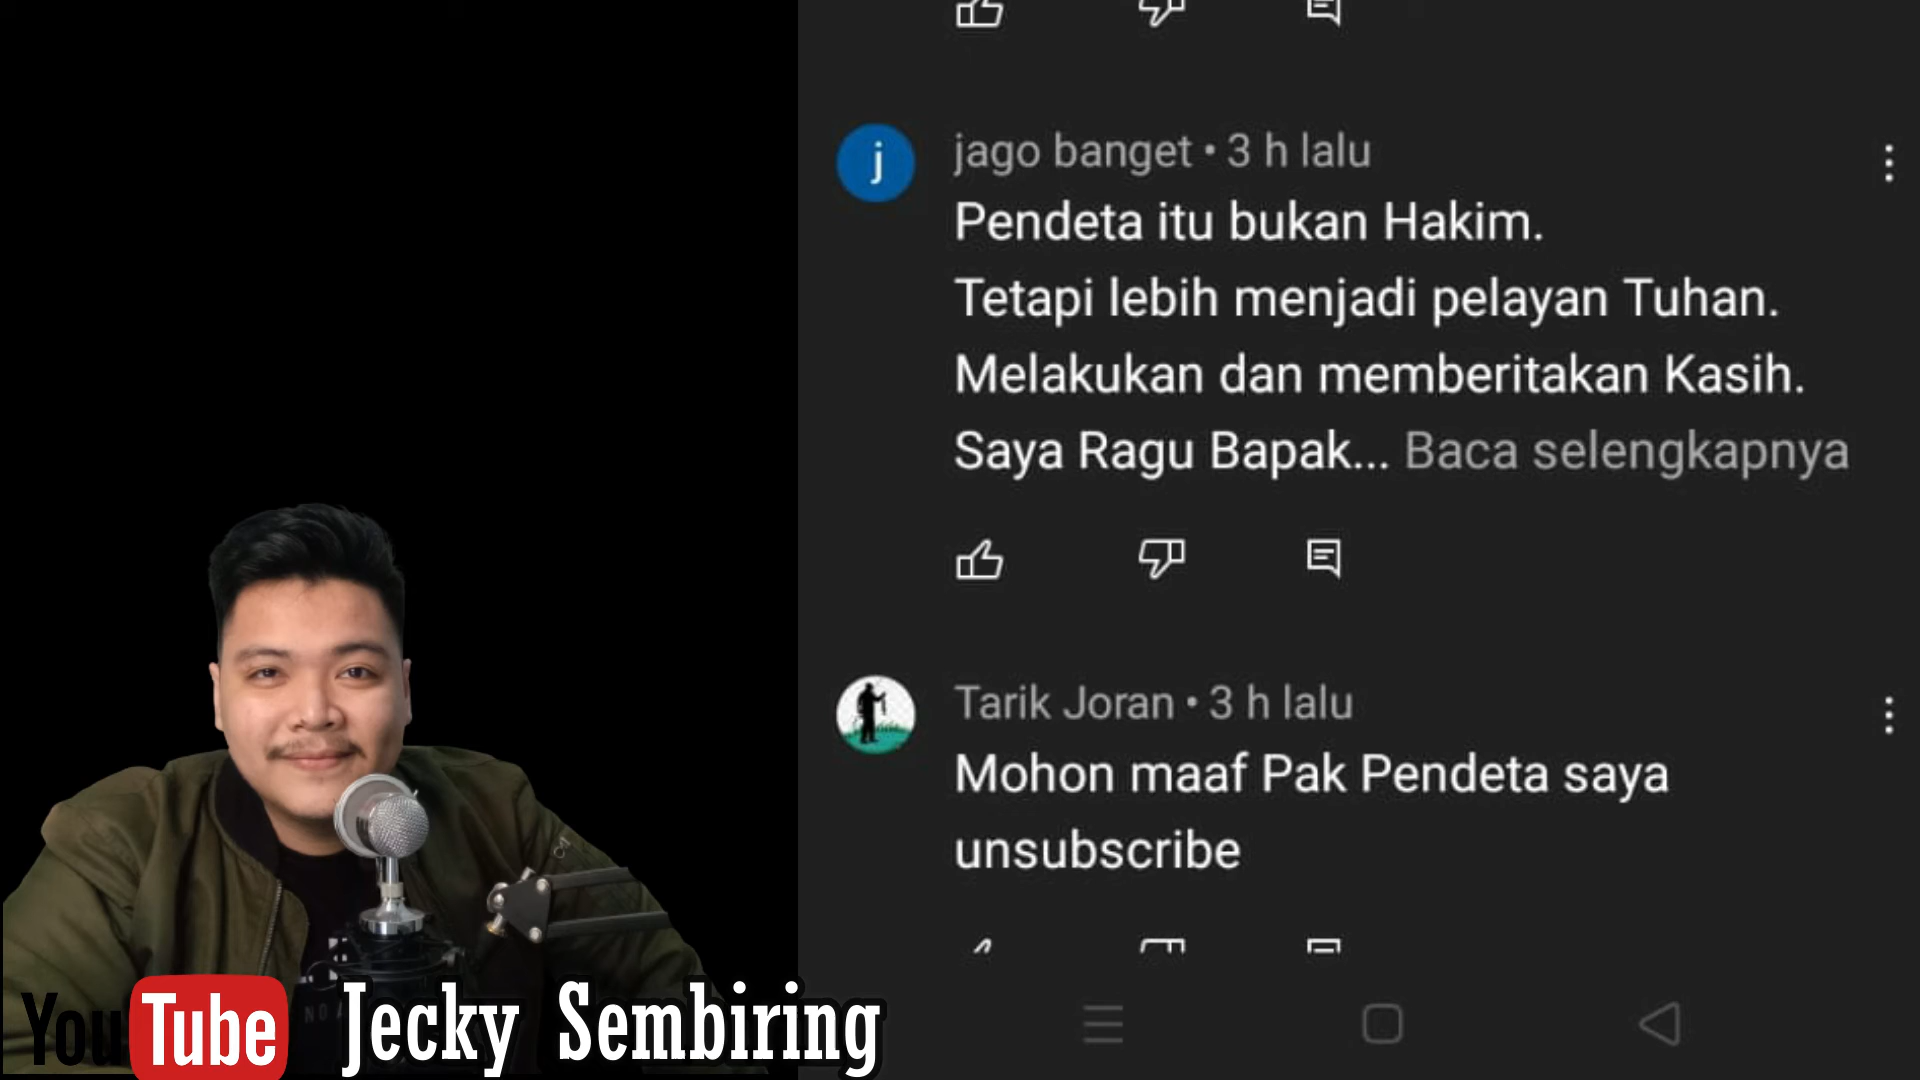 j
jago banget • 3 h lalu
Pendeta itu bukan Hakim.
Tetapi lebih menjadi pelayan Tuhan.
Melakukan dan memberitakan Kasih.
Saya Ragu Bapak... Baca selengkapnya
Tarik Joran • 3 h lalu
Mohon maaf Pak Pendeta saya
unsubscribe
YouTube Jecky Sembiring